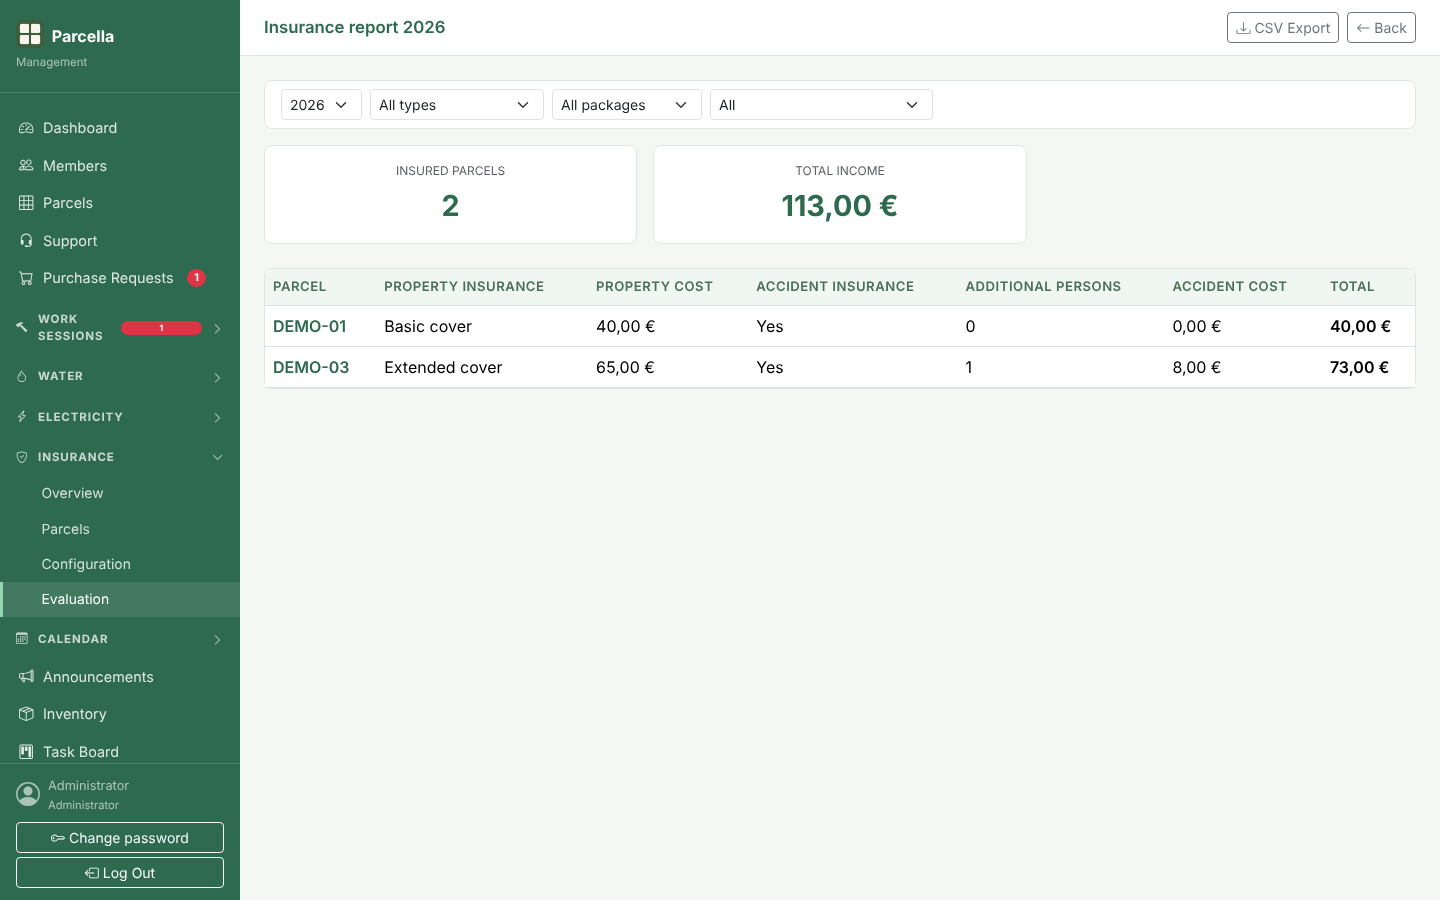 Parcella
Management
Dashboard
Members
Parcels
Support
Purchase Requests 1
WORK SESSIONS 1
WATER
ELECTRICITY
INSURANCE
Overview
Parcels
Configuration
Evaluation
CALENDAR
Announcements
Inventory
Task Board
Administrator
Administrator
Change password
Log Out
Insurance report 2026
CSV Export
Back
2026
All types
All packages
All
INSURED PARCELS
2
TOTAL INCOME
113,00 €
PARCEL PROPERTY INSURANCE PROPERTY COST ACCIDENT INSURANCE ADDITIONAL PERSONS ACCIDENT COST TOTAL
DEMO-01 Basic cover 40,00 € Yes 0 0,00 € 40,00 €
DEMO-03 Extended cover 65,00 € Yes 1 8,00 € 73,00 €